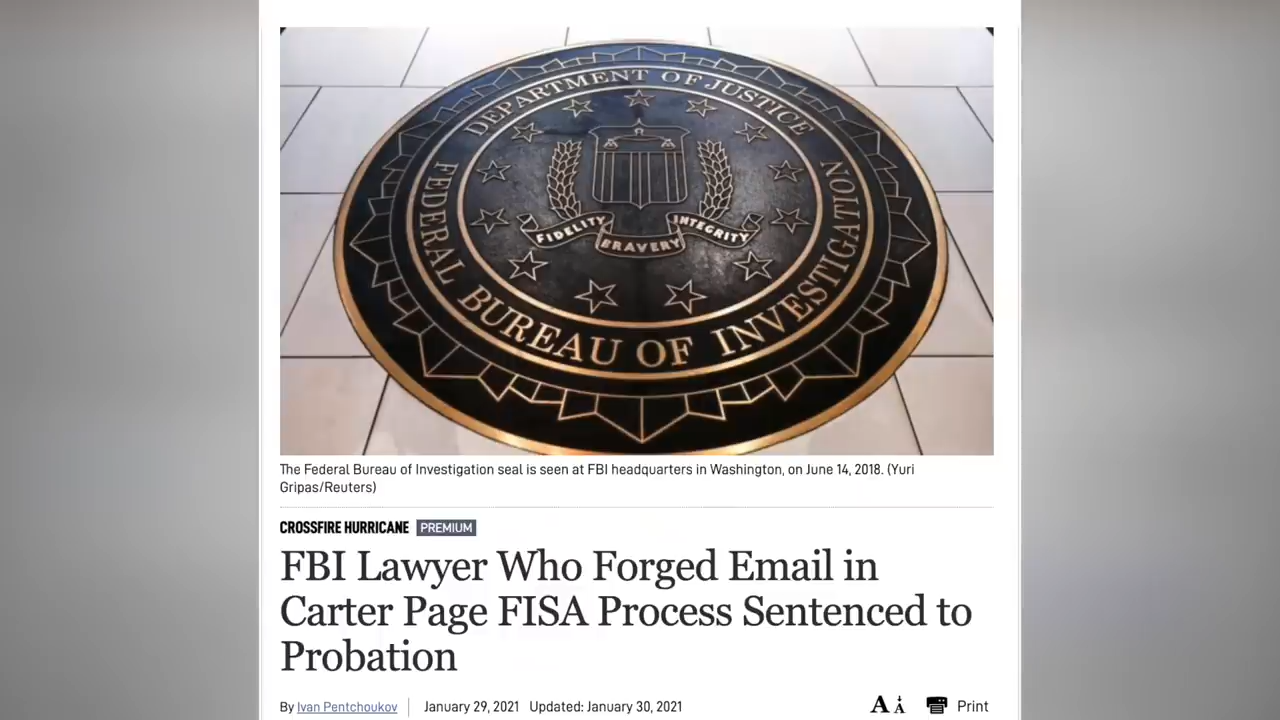 DEPARTMENT OF JUSTICE
FIDELITY BRAVERY INTEGRITY
FEDERAL BUREAU OF INVESTIGATION
The Federal Bureau of Investigation seal is seen at FBI headquarters in Washington, on June 14, 2018. (Yuri
Gripas/Reuters)
CROSSFIRE HURRICANE PREMIUM
FBI Lawyer Who Forged Email in
Carter Page FISA Process Sentenced to
Probation
By Ivan Pentchoukov January 29, 2021 Updated: January 30, 2021 A A Print